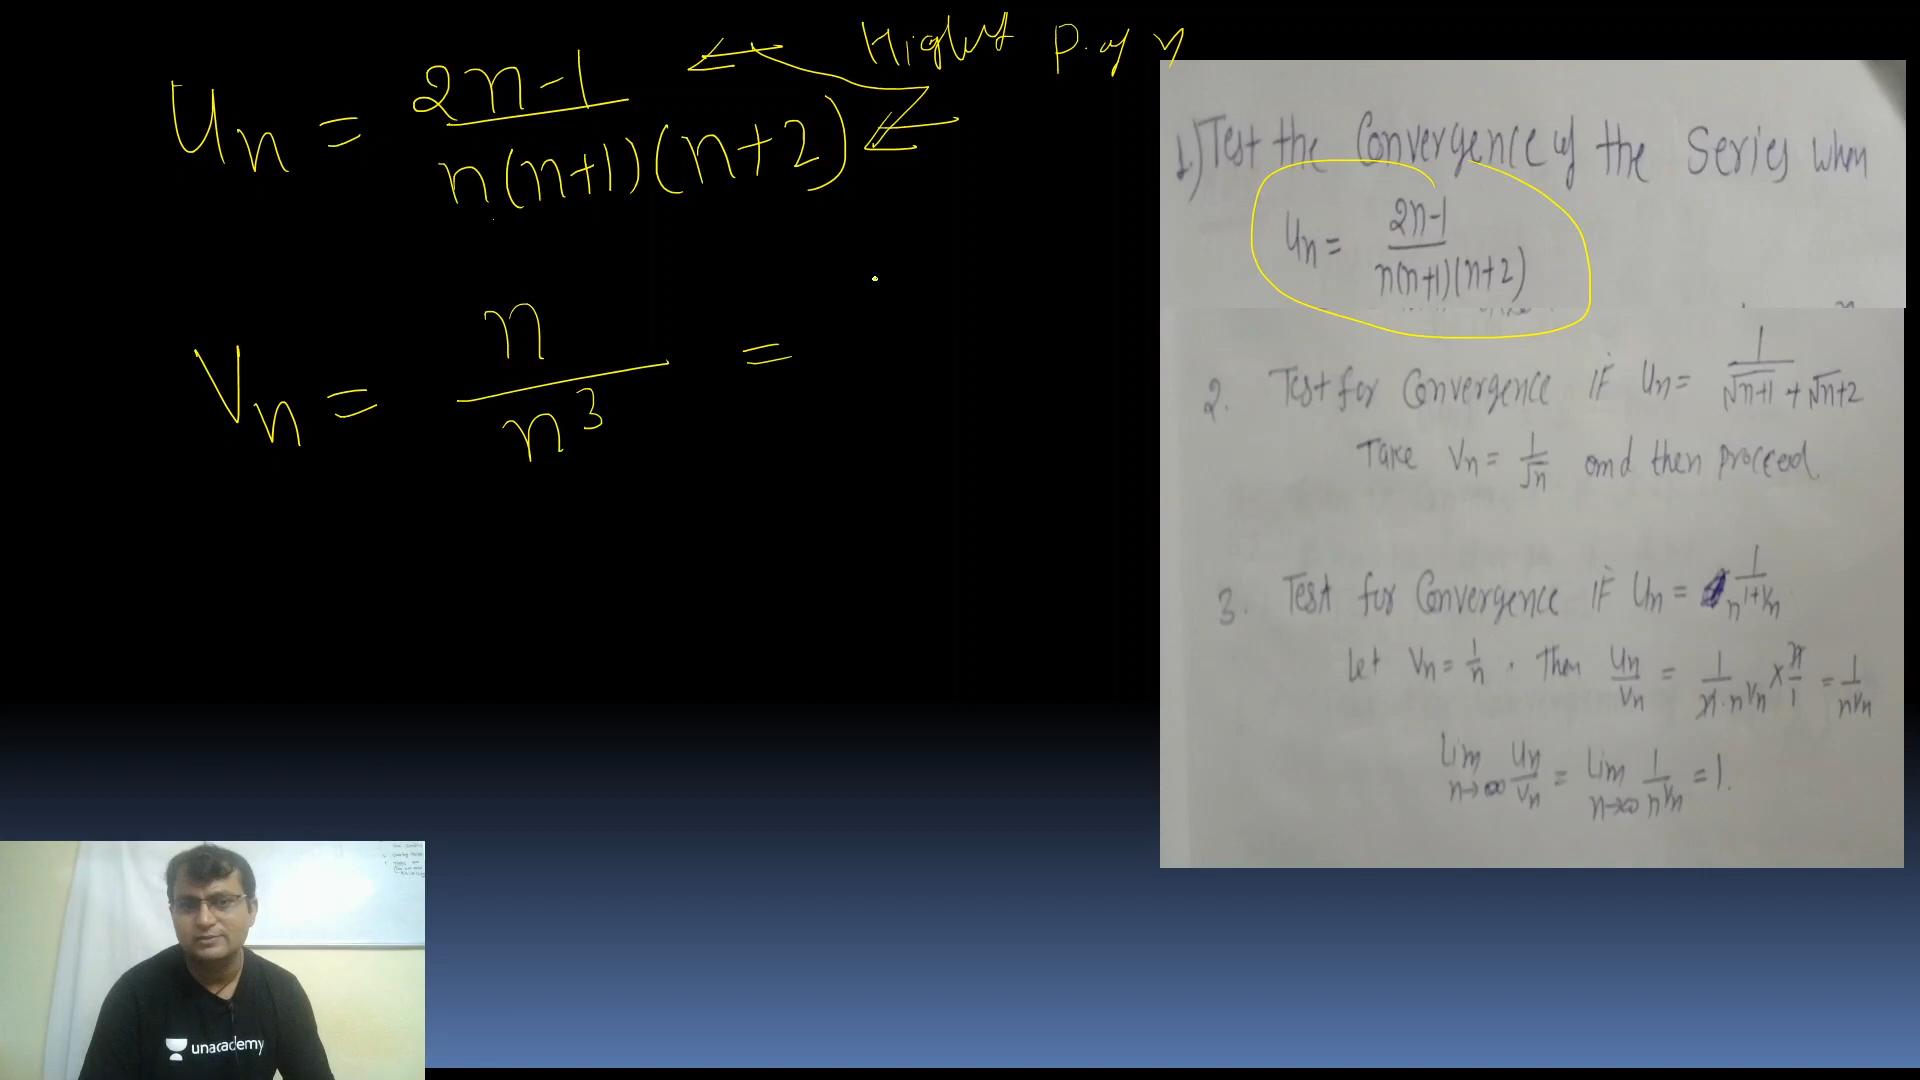 Highest P. of n
Un = 2n-1 / n(n+1)(n+2)
Vn = n / n³ =
1) Test the Convergence of the Series when
Un = 2n-1 / n(n+1)(n+2)
2. Test for Convergence if Un = 1 / √n+1 + √n+2
Take Vn = 1/√n and then proceed
3. Test for Convergence if Un = 1 / n^1+1/n
Let Vn = 1/n . Then Un/Vn = 1 / n.n^1/n × n/1 = 1 / n^1/n
Lim n→∞ Un/Vn = Lim n→∞ 1 / n^1/n = 1.
unacademy